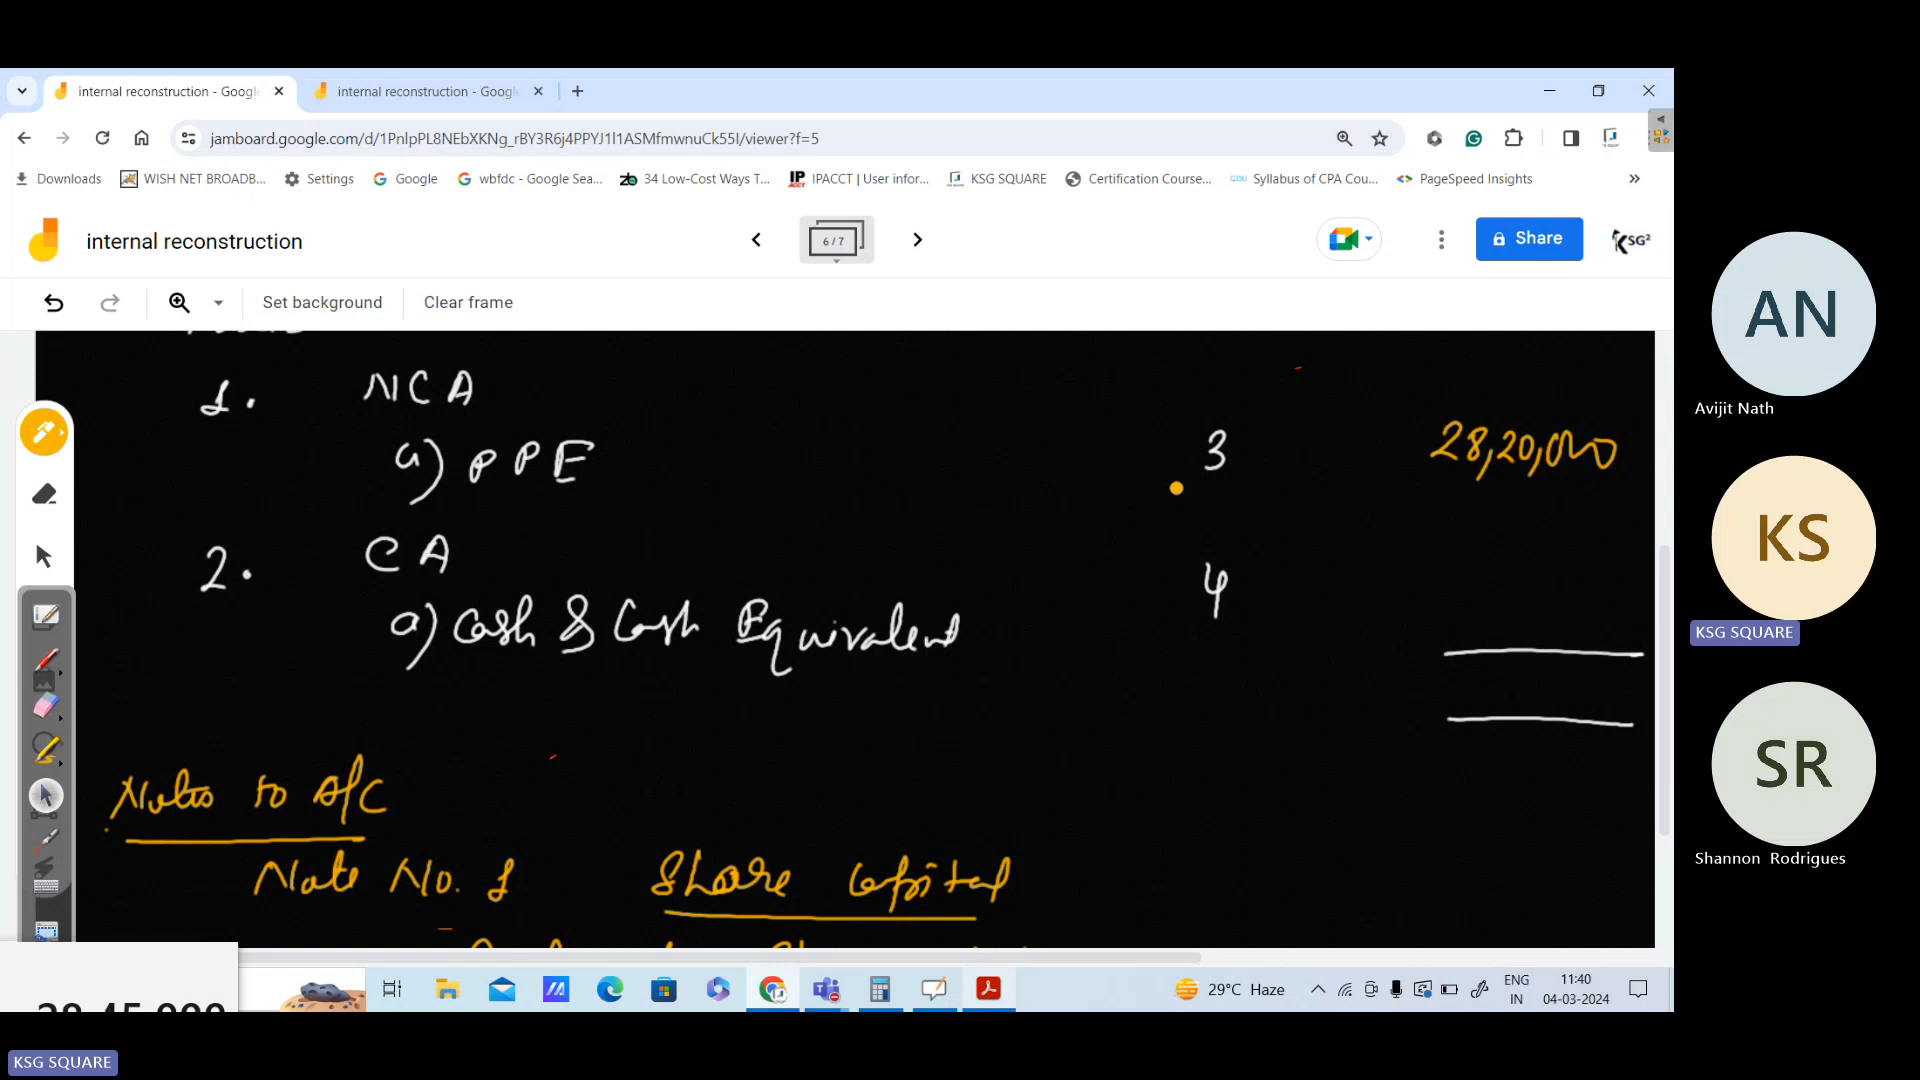 internal reconstruction - Google
internal reconstruction - Google
jamboard.google.com/d/1PnlpPL8NEbXKNg_rBY3R6j4PPYJ1l1ASMfmwnuCk55I/viewer?f=5
Downloads
WISH NET BROADB...
Settings
Google
wbfdc - Google Sea...
34 Low-Cost Ways T...
IPACCT | User infor...
KSG SQUARE
Certification Course...
Syllabus of CPA Cou...
PageSpeed Insights
internal reconstruction
6 / 7
Share
KSG²
Set background
Clear frame
1. NCA
a) PPE 3 28,20,000
2. CA
a) Cash & Cash Equivalent 4
Notes to A/C
Note No. 1 Share Capital
29°C Haze
ENG
IN
11:40
04-03-2024
AN
Avijit Nath
KS
KSG SQUARE
SR
Shannon Rodrigues
KSG SQUARE